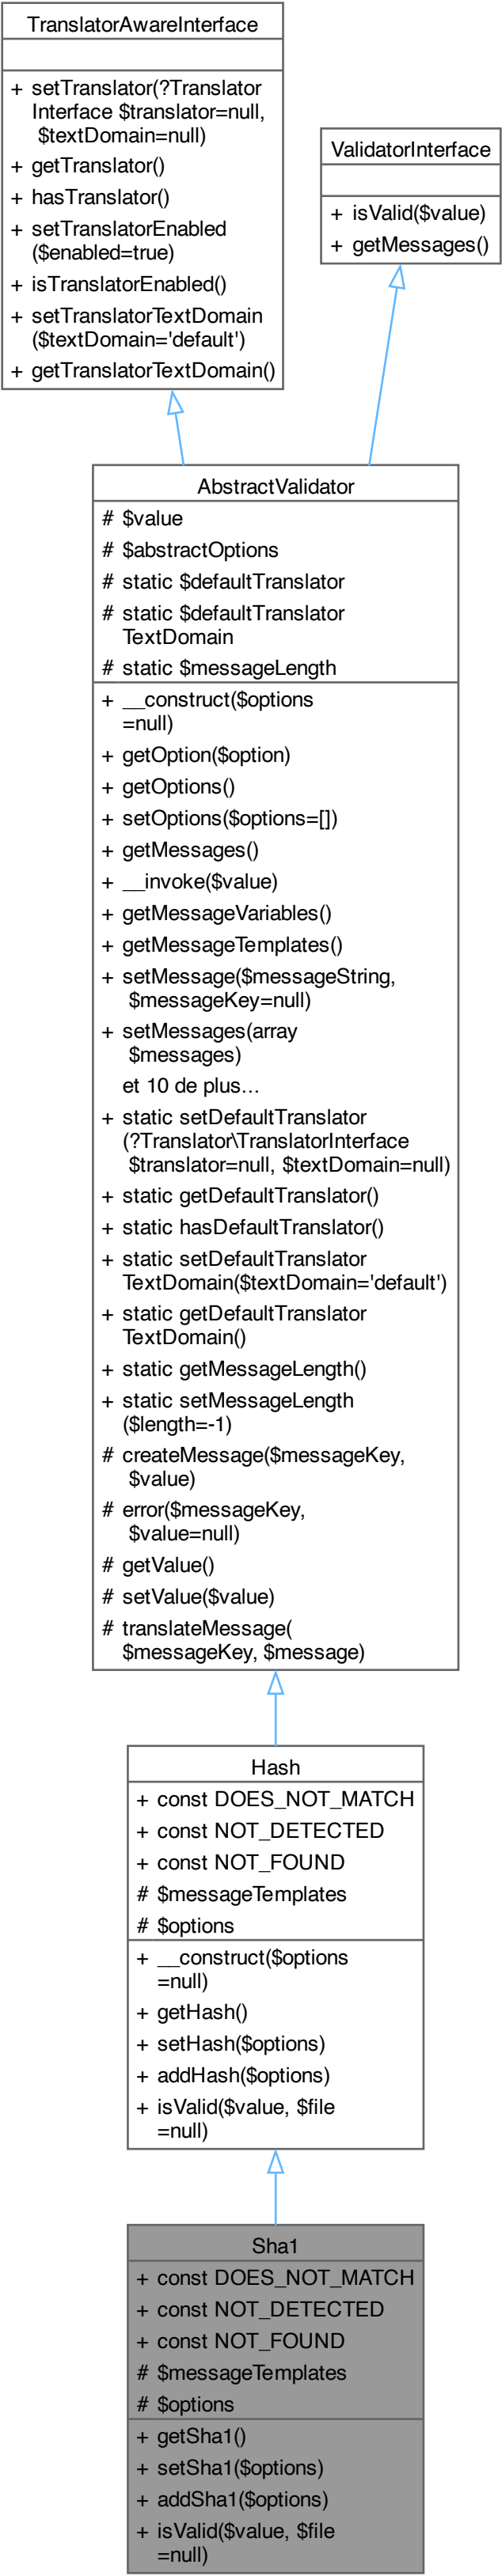 TranslatorAwareInterface
+ setTranslator(?Translator
Interface $translator=null,
$textDomain=null)
+ getTranslator()
+ hasTranslator()
+ setTranslatorEnabled
($enabled=true)
+ isTranslatorEnabled()
+ setTranslatorTextDomain
($textDomain='default')
+ getTranslatorTextDomain()
ValidatorInterface
+ isValid($value)
+ getMessages()
AbstractValidator
# $value
# $abstractOptions
# static $defaultTranslator
# static $defaultTranslator
TextDomain
# static $messageLength
+ __construct($options
=null)
+ getOption($option)
+ getOptions()
+ setOptions($options=[])
+ getMessages()
+ __invoke($value)
+ getMessageVariables()
+ getMessageTemplates()
+ setMessage($messageString,
$messageKey=null)
+ setMessages(array
$messages)
et 10 de plus...
+ static setDefaultTranslator
(?Translator\TranslatorInterface
$translator=null, $textDomain=null)
+ static getDefaultTranslator()
+ static hasDefaultTranslator()
+ static setDefaultTranslator
TextDomain($textDomain='default')
+ static getDefaultTranslator
TextDomain()
+ static getMessageLength()
+ static setMessageLength
($length=-1)
# createMessage($messageKey,
$value)
# error($messageKey,
$value=null)
# getValue()
# setValue($value)
# translateMessage(
$messageKey, $message)
Hash
+ const DOES_NOT_MATCH
+ const NOT_DETECTED
+ const NOT_FOUND
# $messageTemplates
# $options
+ __construct($options
=null)
+ getHash()
+ setHash($options)
+ addHash($options)
+ isValid($value, $file
=null)
Sha1
+ const DOES_NOT_MATCH
+ const NOT_DETECTED
+ const NOT_FOUND
# $messageTemplates
# $options
+ getSha1()
+ setSha1($options)
+ addSha1($options)
+ isValid($value, $file
=null)